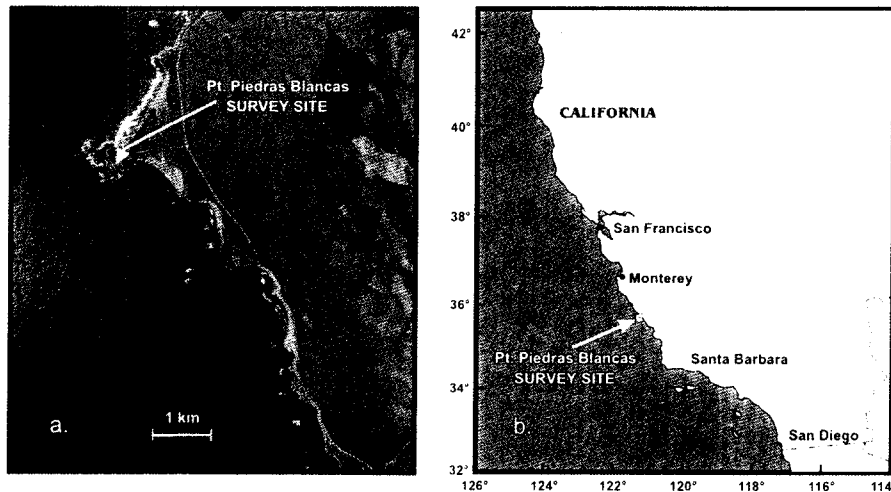 Pt. Piedras Blancas
SURVEY SITE
1 km
a.
42°
40°
38°
36°
34°
32°
CALIFORNIA
San Francisco
Monterey
Pt. Piedras Blancas
SURVEY SITE
Santa Barbara
San Diego
b
126°
124°
122°
120°
118°
116°
114